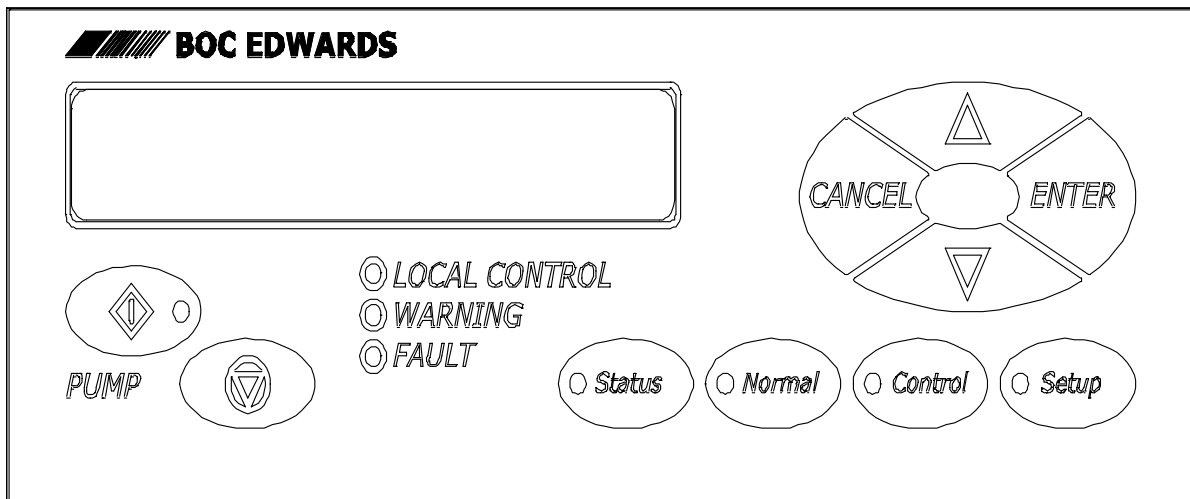 BOC EDWARDS
CANCEL
ENTER
LOCAL CONTROL
WARNING
FAULT
PUMP
Status
Normal
Control
Setup